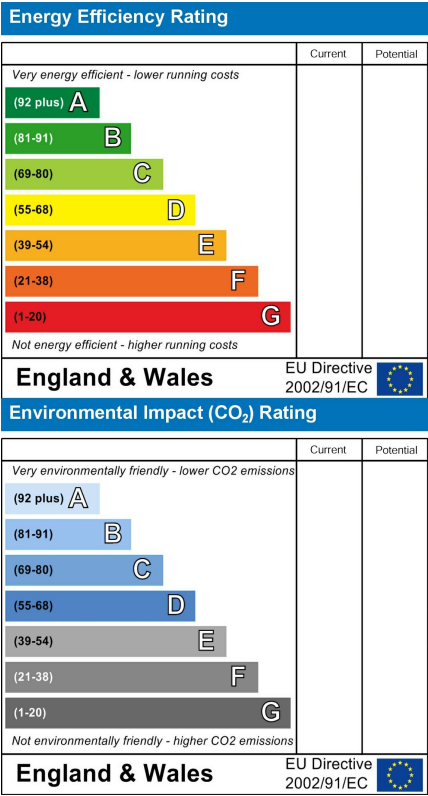 Energy Efficiency Rating
Current Potential
Very energy efficient - lower running costs
(92 plus) A
(81-91) B
(69-80) C
(55-68) D
(39-54) E
(21-38) F
(1-20) G
Not energy efficient - higher running costs
England & Wales
EU Directive
2002/91/EC
Environmental Impact (CO₂) Rating
Current Potential
Very environmentally friendly - lower CO2 emissions
(92 plus) A
(81-91) B
(69-80) C
(55-68) D
(39-54) E
(21-38) F
(1-20) G
Not environmentally friendly - higher CO2 emissions
England & Wales
EU Directive
2002/91/EC